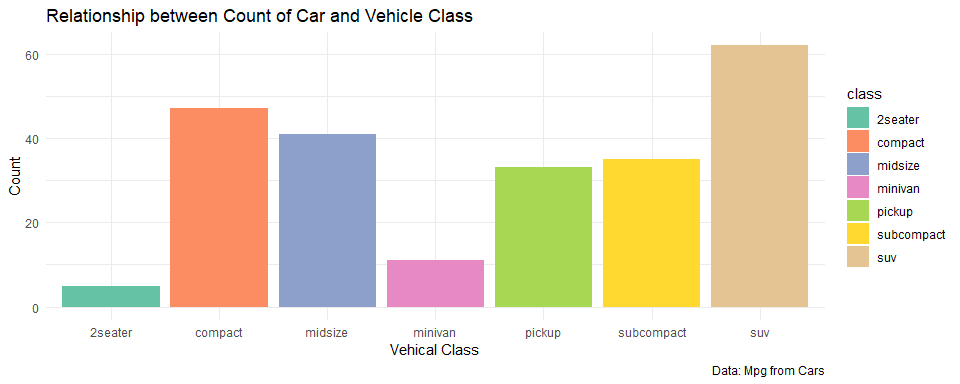 Relationship between Count of Car and Vehicle Class
60
40
20
0
Count
2seater compact midsize minivan pickup subcompact suv
Vehical Class
class
2seater
compact
midsize
minivan
pickup
subcompact
suv
Data: Mpg from Cars